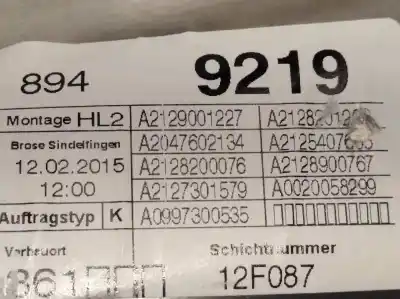 894 9219
Montage HL2 A2129001227
Brose Sindelfingen A2047602134
12.02.2015 A2128200076 A2128900767
12:00 A2127301579 A0020058299
Auftragstyp K A0997300535
Verbauort Schichtnummer
861 12F087